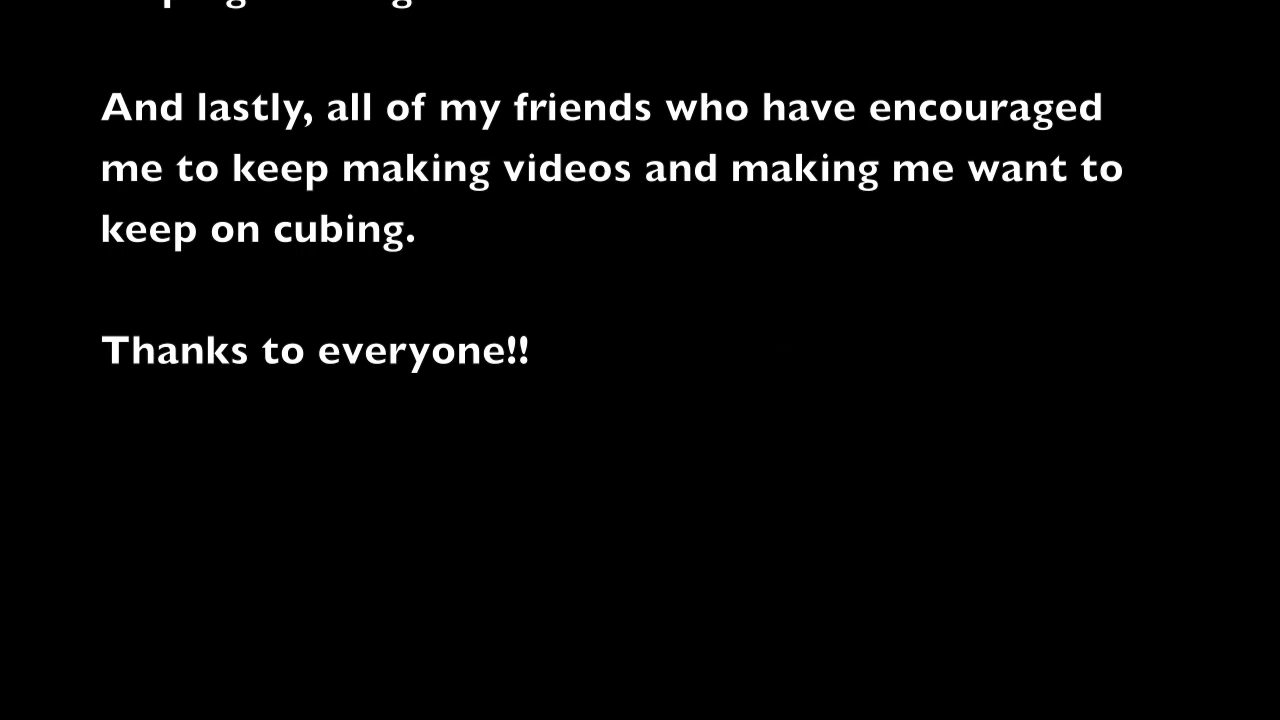 And lastly, all of my friends who have encouraged
me to keep making videos and making me want to
keep on cubing.
Thanks to everyone!!